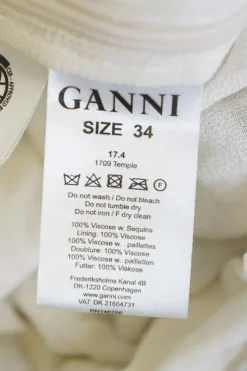 GANNI
SIZE 34
17.4
1709 Temple
Do not wash / Do not bleach
Do not tumble dry
Do not iron / F dry clean
100% Viscose w. Sequins
Lining: 100% Viscose
100% Viscose w. paillettes
Doublure: 100% Viscose
100% Viscose w. pailletten
Futter: 100% Viskose
Frederiksholms Kanal 4B
DK-1220 Copenhagen
www.ganni.com
VAT: DK 21654731